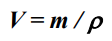 V = m / ρ